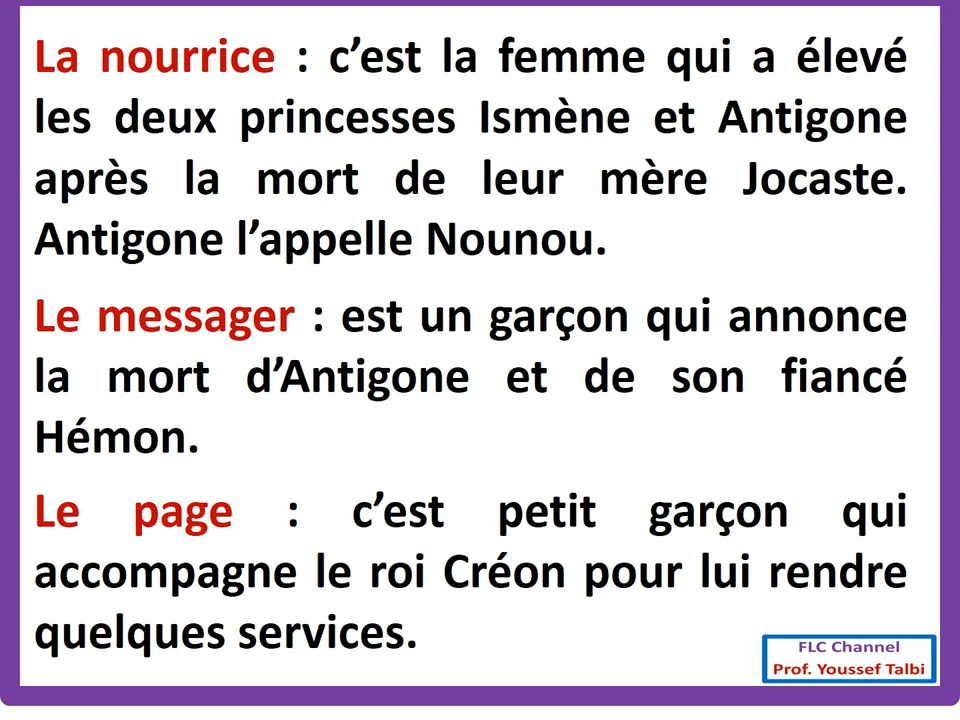 La nourrice : c’est la femme qui a élevé
les deux princesses Ismène et Antigone
après la mort de leur mère Jocaste.
Antigone l’appelle Nounou.
Le messager : est un garçon qui annonce
la mort d’Antigone et de son fiancé
Hémon.
Le page : c’est petit garçon qui
accompagne le roi Créon pour lui rendre
quelques services.
FLC Channel
Prof. Youssef Talbi